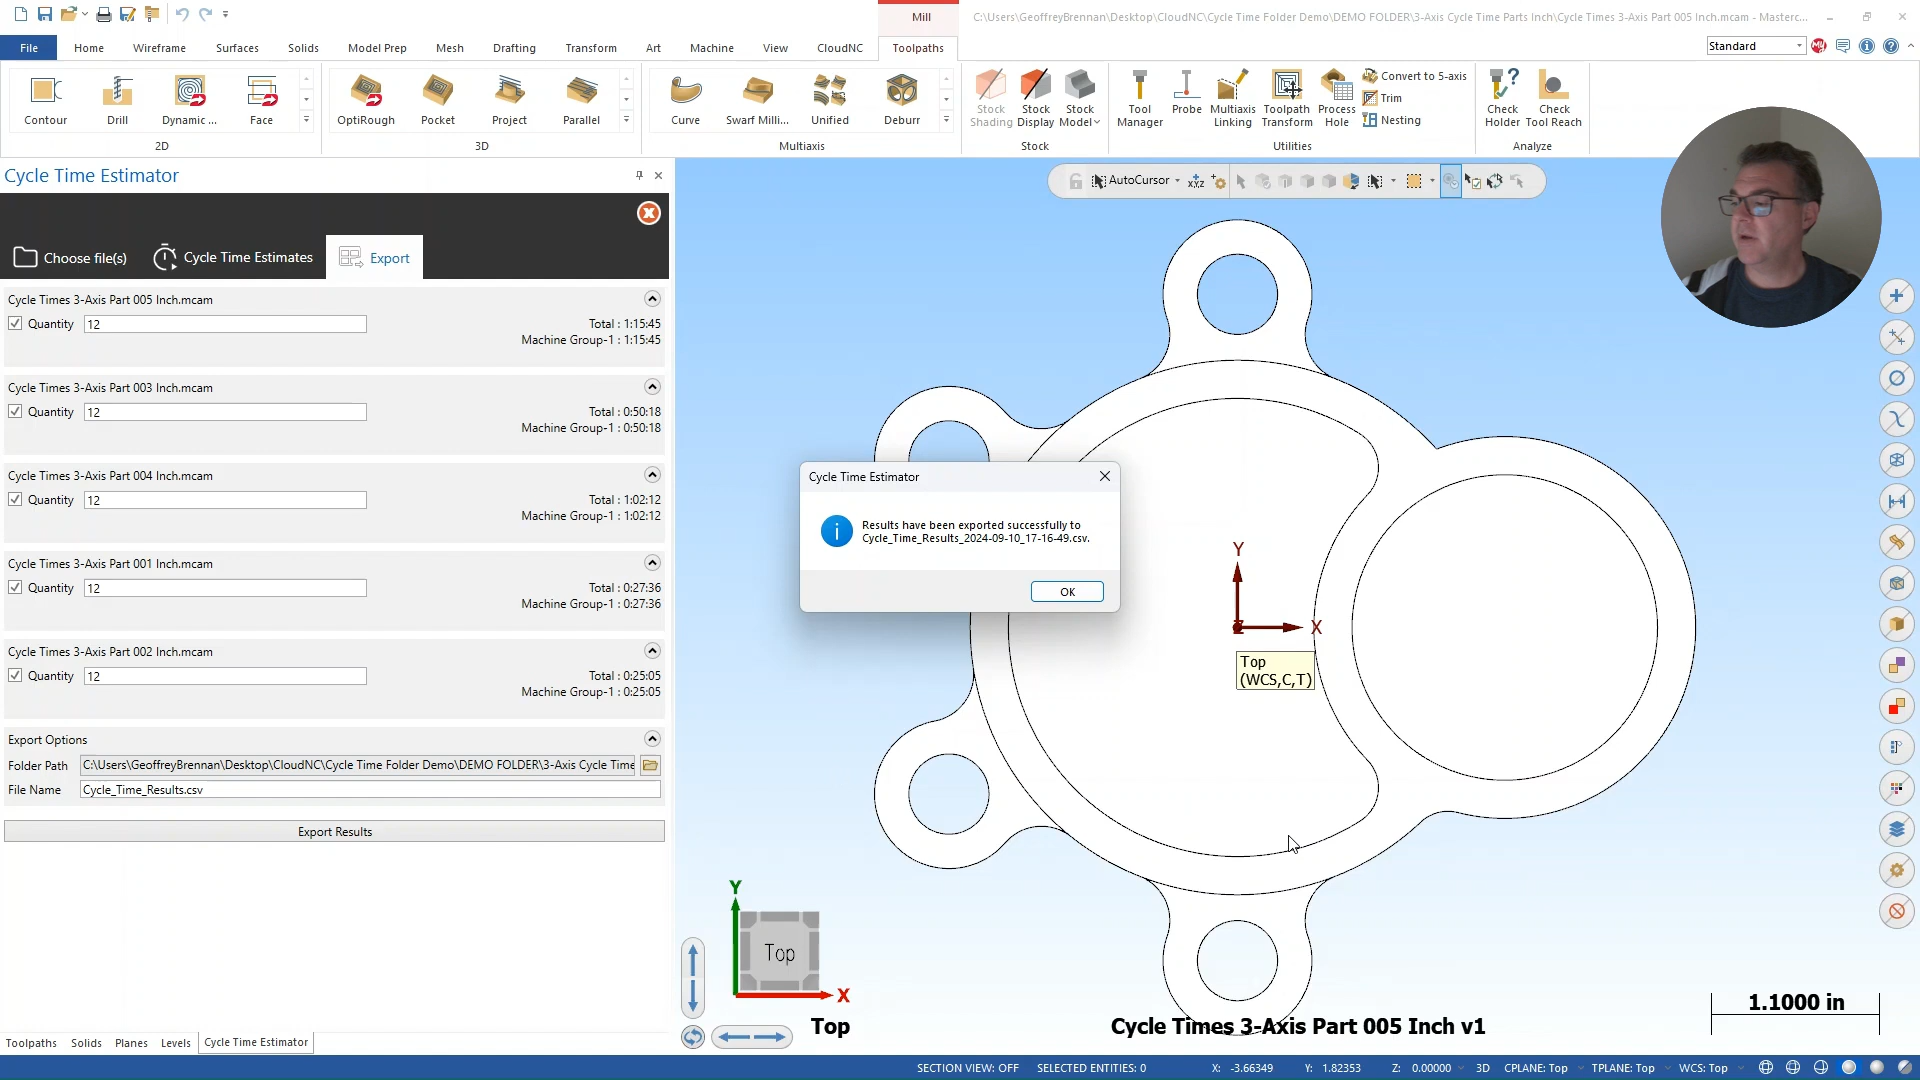 Mill
C:\Users\GeoffreyBrennan\Desktop\CloudNC\Cycle Time Folder Demo\DEMO FOLDER\3-Axis Cycle Time Parts Inch\Cycle Times 3-Axis Part 005 Inch.mcam - Masterc...
File
Home
Wireframe
Surfaces
Solids
Model Prep
Mesh
Drafting
Transform
Art
Machine
View
CloudNC
Toolpaths
Standard
Contour
Drill
Dynamic ...
Face
2D
OptiRough
Pocket
Project
Parallel
3D
Curve
Swarf Milli...
Unified
Deburr
Multiaxis
Stock
Shading
Stock
Display
Stock
Model
Stock
Tool
Manager
Probe
Multiaxis
Linking
Toolpath
Transform
Process
Hole
Convert to 5-axis
Trim
Nesting
Utilities
Check
Holder
Check
Tool Reach
Analyze
Cycle Time Estimator
Choose file(s)
Cycle Time Estimates
Export
AutoCursor
Cycle Times 3-Axis Part 005 Inch.mcam
Quantity 12
Total : 1:15:45
Machine Group-1 : 1:15:45
Cycle Times 3-Axis Part 003 Inch.mcam
Quantity 12
Total : 0:50:18
Machine Group-1 : 0:50:18
Cycle Times 3-Axis Part 004 Inch.mcam
Quantity 12
Total : 1:02:12
Machine Group-1 : 1:02:12
Cycle Times 3-Axis Part 001 Inch.mcam
Quantity 12
Total : 0:27:36
Machine Group-1 : 0:27:36
Cycle Times 3-Axis Part 002 Inch.mcam
Quantity 12
Total : 0:25:05
Machine Group-1 : 0:25:05
Export Options
Folder Path C:\Users\GeoffreyBrennan\Desktop\CloudNC\Cycle Time Folder Demo\DEMO FOLDER\3-Axis Cycle Time
File Name Cycle_Time_Results.csv
Export Results
Cycle Time Estimator
Results have been exported successfully to
Cycle_Time_Results_2024-09-10_17-16-49.csv.
OK
Y
X
Z
Top
(WCS,C,T)
Y
Top
X
Top
Cycle Times 3-Axis Part 005 Inch v1
1.1000 in
Toolpaths
Solids
Planes
Levels
Cycle Time Estimator
SECTION VIEW: OFF
SELECTED ENTITIES: 0
X: -3.66349
Y: 1.82353
Z: 0.00000
3D
CPLANE: Top
TPLANE: Top
WCS: Top